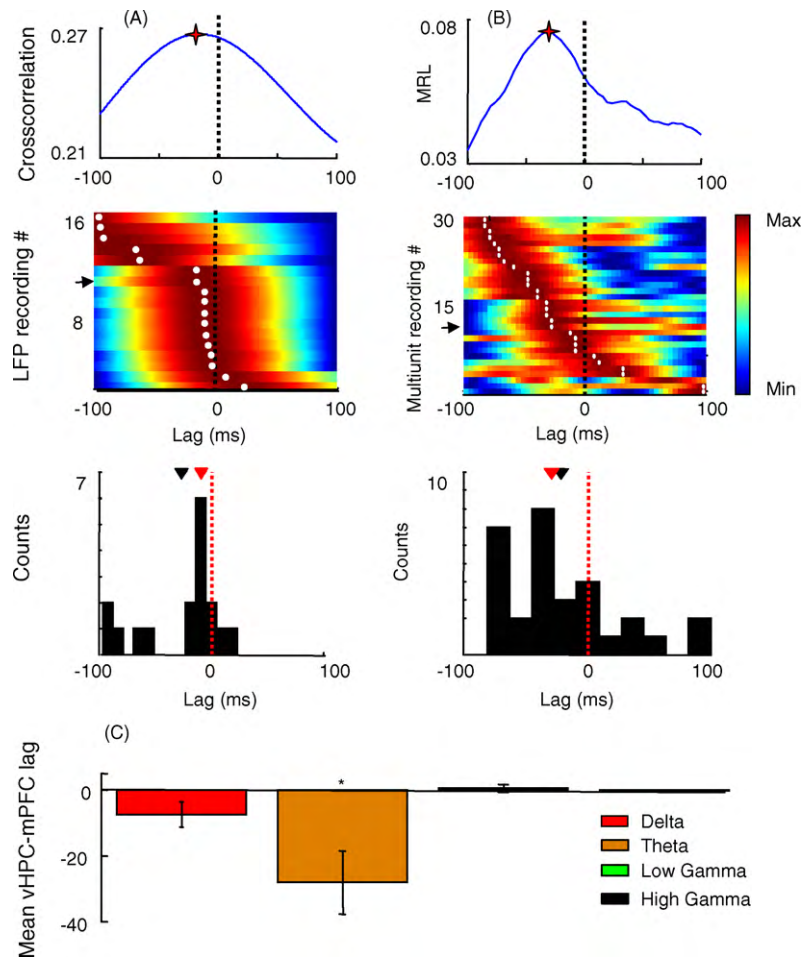 (A)
Crosscorrelation
0.27
0.21
-100 0 100
(B)
MRL
0.08
0.03
-100 0 100
LFP recording #
16
8
-100 0 100
Lag (ms)
Multiunit recording #
30
15
-100 0 100
Lag (ms)
Max
Min
Counts
7
-100 0 100
Lag (ms)
Counts
10
-100 0 100
Lag (ms)
(C)
Mean vHPC-mPFC lag
0
-20
-40
*
Delta
Theta
Low Gamma
High Gamma